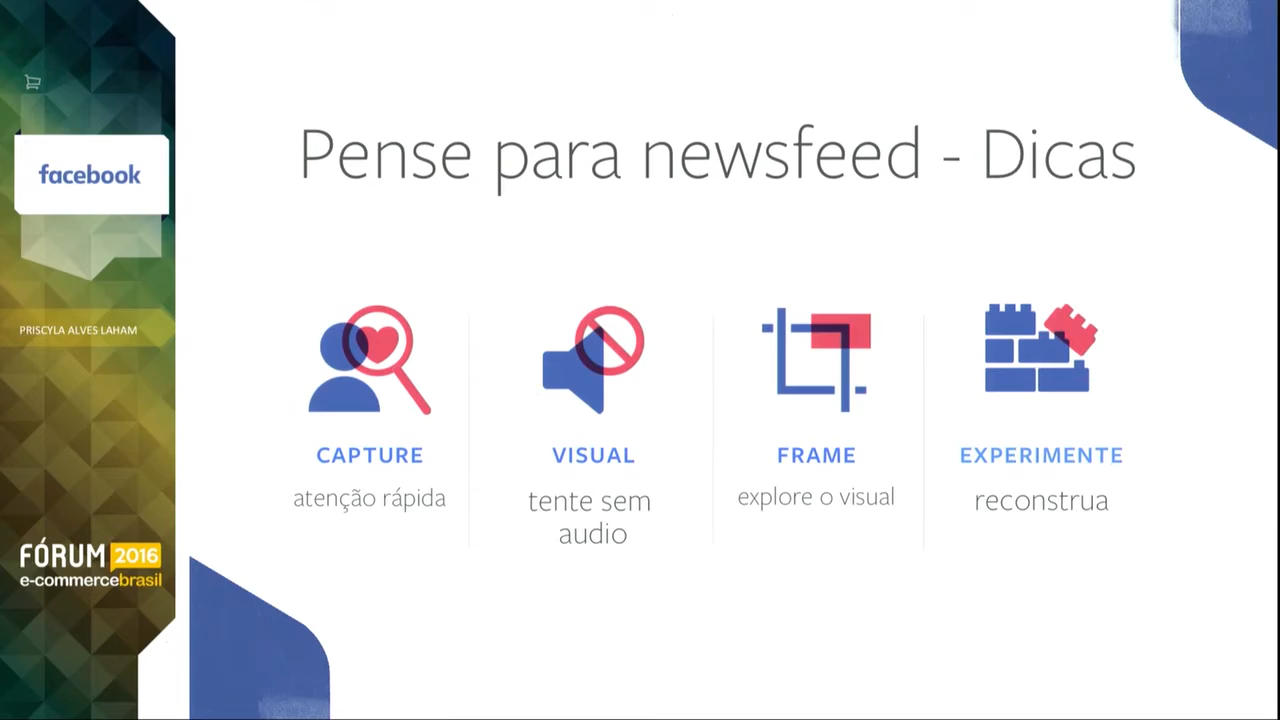 facebook
PRISCYLA ALVES LAHAM
FÓRUM 2016
e-commercebrasil
Pense para newsfeed - Dicas
CAPTURE
atenção rápida
VISUAL
tente sem
audio
FRAME
explore o visual
EXPERIMENTE
reconstrua